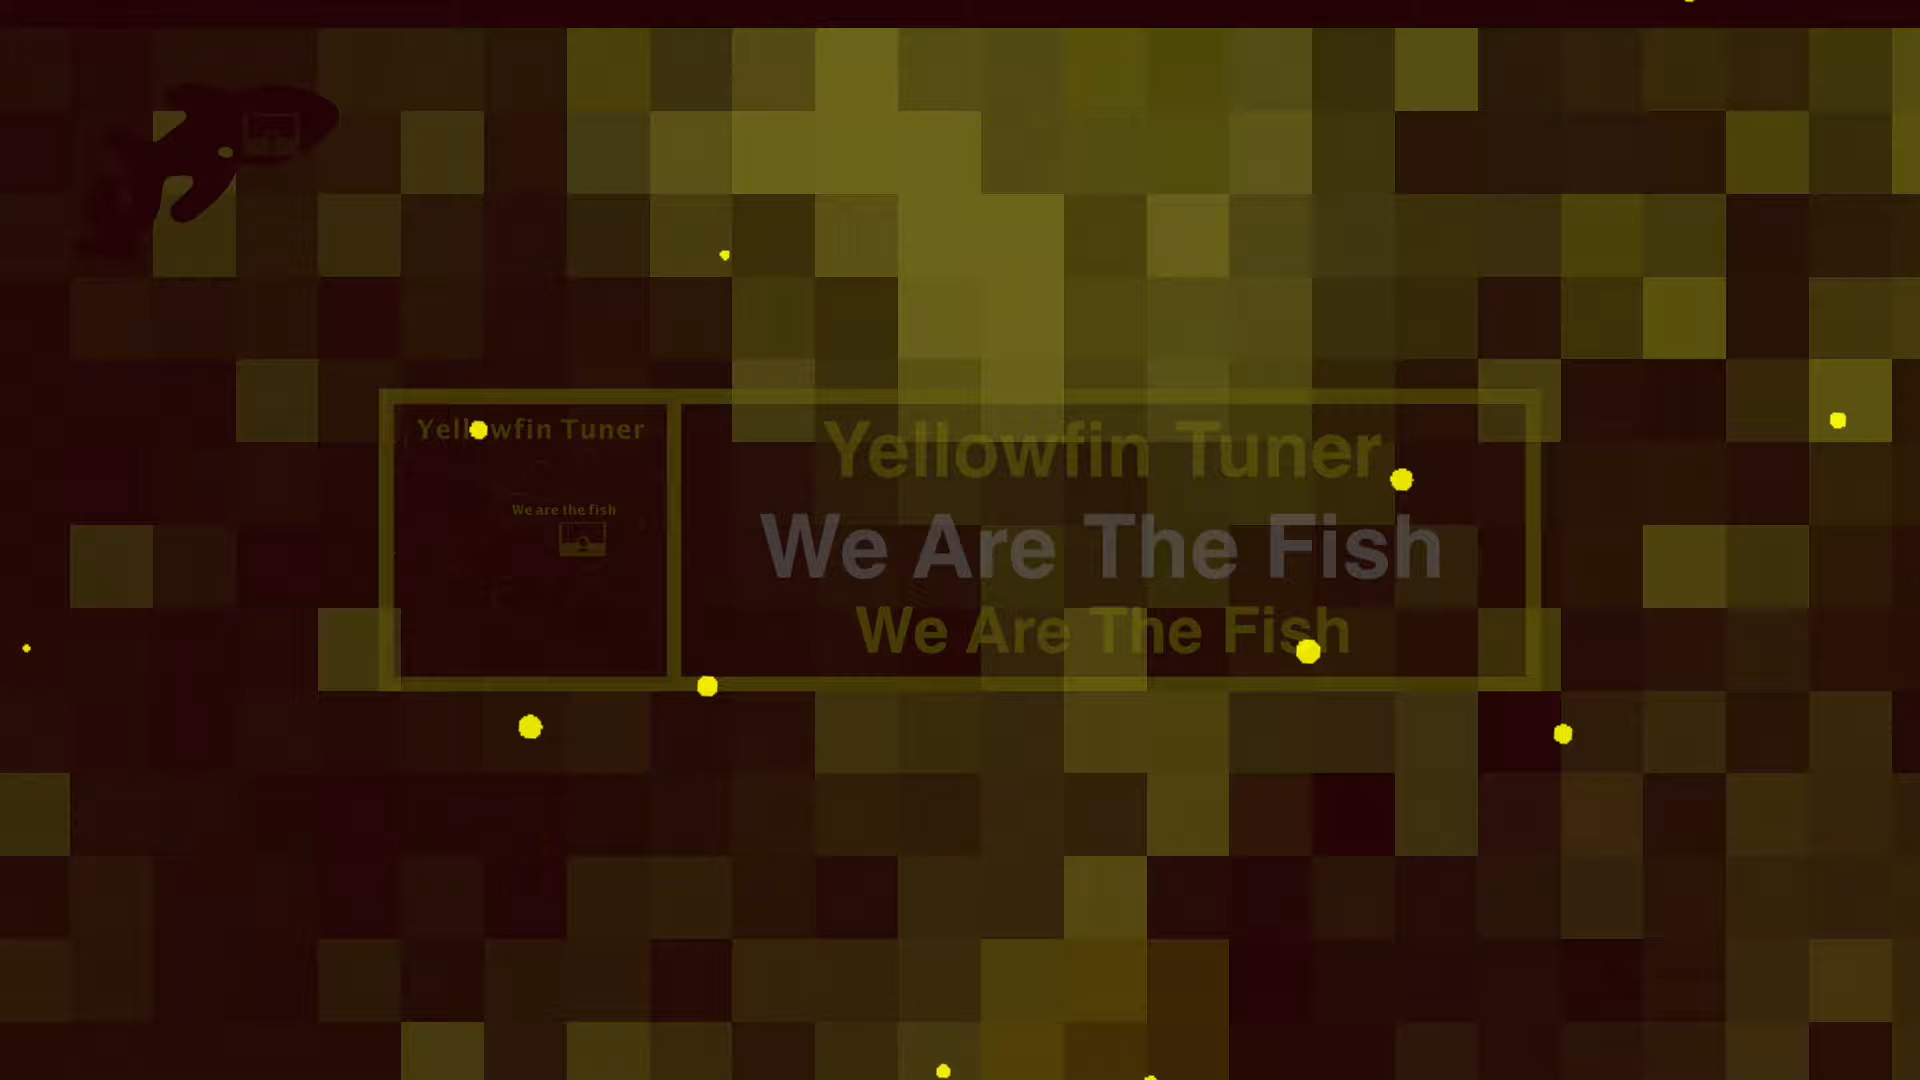 Yellowfin Tuner
We are the fish
Yellowfin Tuner
We Are The Fish
We Are The Fish